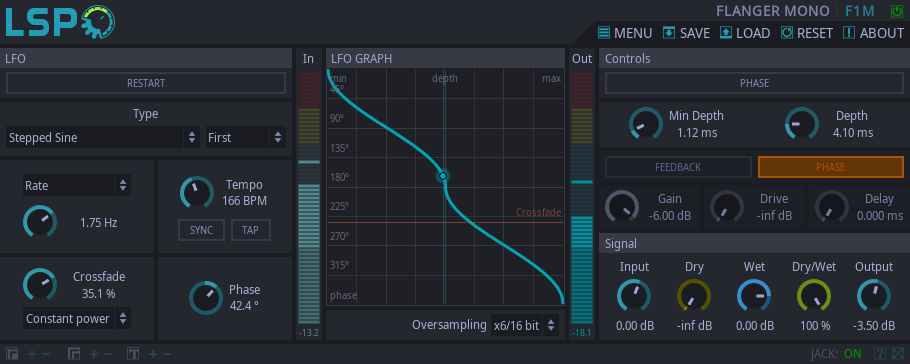 LSP
FLANGER MONO F1M
MENU SAVE LOAD RESET ABOUT
LFO
RESTART
Type
Stepped Sine First
Rate
1.75 Hz
Tempo
166 BPM
SYNC TAP
Crossfade
35.1 %
Constant power
Phase
42.4 °
In
-13.2
LFO GRAPH
min depth max
45°
90°
135°
180°
225°
Crossfade
270°
315°
phase
Oversampling x6/16 bit
Out
-18.1
Controls
PHASE
Min Depth
1.12 ms
Depth
4.10 ms
FEEDBACK PHASE
Gain
-6.00 dB
Drive
-inf dB
Delay
0.000 ms
Signal
Input Dry Wet Dry/Wet Output
0.00 dB -inf dB 0.00 dB 100 % -3.50 dB
JACK: ON